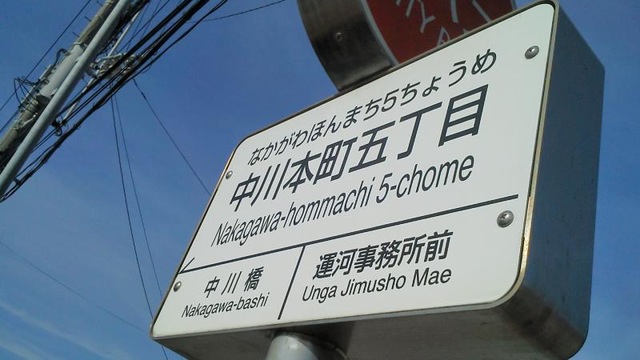 なかがわほんまち5ちょうめ
中川本町五丁目
Nakagawa-hommachi 5-chome
中川橋
Nakagawa-bashi
運河事務所前
Unga Jimusho Mae